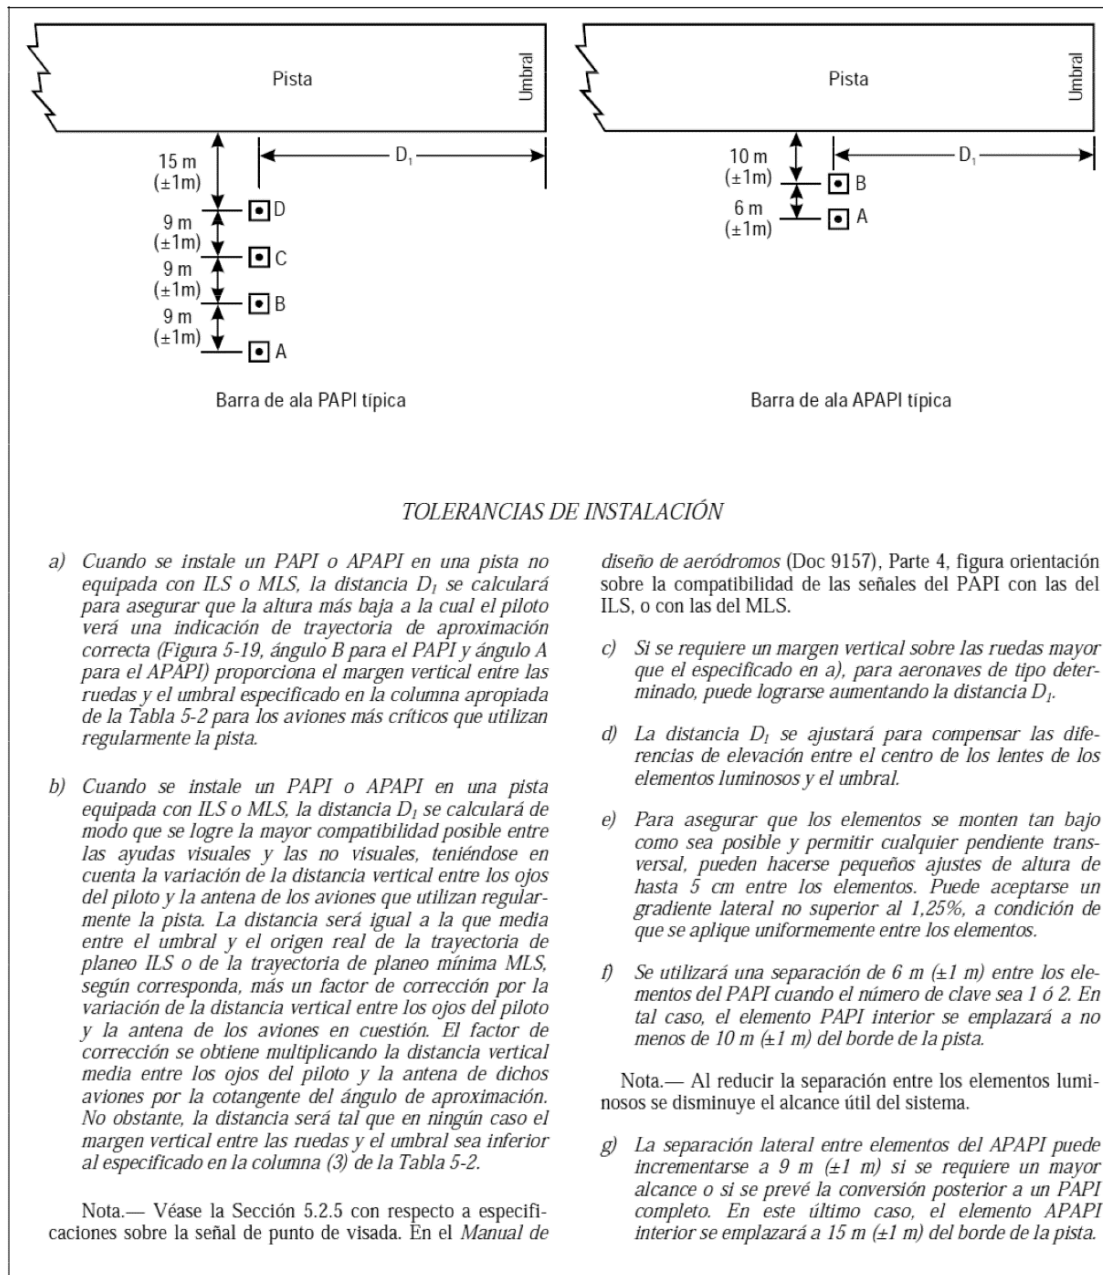 Pista
Umbral
D₁
15 m
(±1m)
D
9 m
(±1m)
C
9 m
(±1m)
B
9 m
(±1m)
A
Barra de ala PAPI típica
Pista
Umbral
D₁
10 m
(±1m)
B
6 m
(±1m)
A
Barra de ala APAPI típica
TOLERANCIAS DE INSTALACIÓN
a) Cuando se instale un PAPI o APAPI en una pista no
equipada con ILS o MLS, la distancia D₁ se calculará
para asegurar que la altura más baja a la cual el piloto
verá una indicación de trayectoria de aproximación
correcta (Figura 5-19, ángulo B para el PAPI y ángulo A
para el APAPI) proporciona el margen vertical entre las
ruedas y el umbral especificado en la columna apropiada
de la Tabla 5-2 para los aviones más críticos que utilizan
regularmente la pista.
b) Cuando se instale un PAPI o APAPI en una pista
equipada con ILS o MLS, la distancia D₁ se calculará de
modo que se logre la mayor compatibilidad posible entre
las ayudas visuales y las no visuales, teniéndose en
cuenta la variación de la distancia vertical entre los ojos
del piloto y la antena de los aviones que utilizan regular-
mente la pista. La distancia será igual a la que media
entre el umbral y el origen real de la trayectoria de
planeo ILS o de la trayectoria de planeo mínima MLS,
según corresponda, más un factor de corrección por la
variación de la distancia vertical entre los ojos del piloto
y la antena de los aviones en cuestión. El factor de
corrección se obtiene multiplicando la distancia vertical
media entre los ojos del piloto y la antena de dichos
aviones por la cotangente del ángulo de aproximación.
No obstante, la distancia será tal que en ningún caso el
margen vertical entre las ruedas y el umbral sea inferior
al especificado en la columna (3) de la Tabla 5-2.
Nota.— Véase la Sección 5.2.5 con respecto a especifi-
caciones sobre la señal de punto de visada. En el Manual de
diseño de aeródromos (Doc 9157), Parte 4, figura orientación
sobre la compatibilidad de las señales del PAPI con las del
ILS, o con las del MLS.
c) Si se requiere un margen vertical sobre las ruedas mayor
que el especificado en a), para aeronaves de tipo deter-
minado, puede lograrse aumentando la distancia D₁.
d) La distancia D₁ se ajustará para compensar las dife-
rencias de elevación entre el centro de los lentes de los
elementos luminosos y el umbral.
e) Para asegurar que los elementos se monten tan bajo
como sea posible y permitir cualquier pendiente trans-
versal, pueden hacerse pequeños ajustes de altura de
hasta 5 cm entre los elementos. Puede aceptarse un
gradiente lateral no superior al 1,25%, a condición de
que se aplique uniformemente entre los elementos.
f) Se utilizará una separación de 6 m (±1 m) entre los ele-
mentos del PAPI cuando el número de clave sea 1 ó 2. En
tal caso, el elemento PAPI interior se emplazará a no
menos de 10 m (±1 m) del borde de la pista.
Nota.— Al reducir la separación entre los elementos lumi-
nosos se disminuye el alcance útil del sistema.
g) La separación lateral entre elementos del APAPI puede
incrementarse a 9 m (±1 m) si se requiere un mayor
alcance o si se prevé la conversión posterior a un PAPI
completo. En este último caso, el elemento APAPI
interior se emplazará a 15 m (±1 m) del borde de la pista.